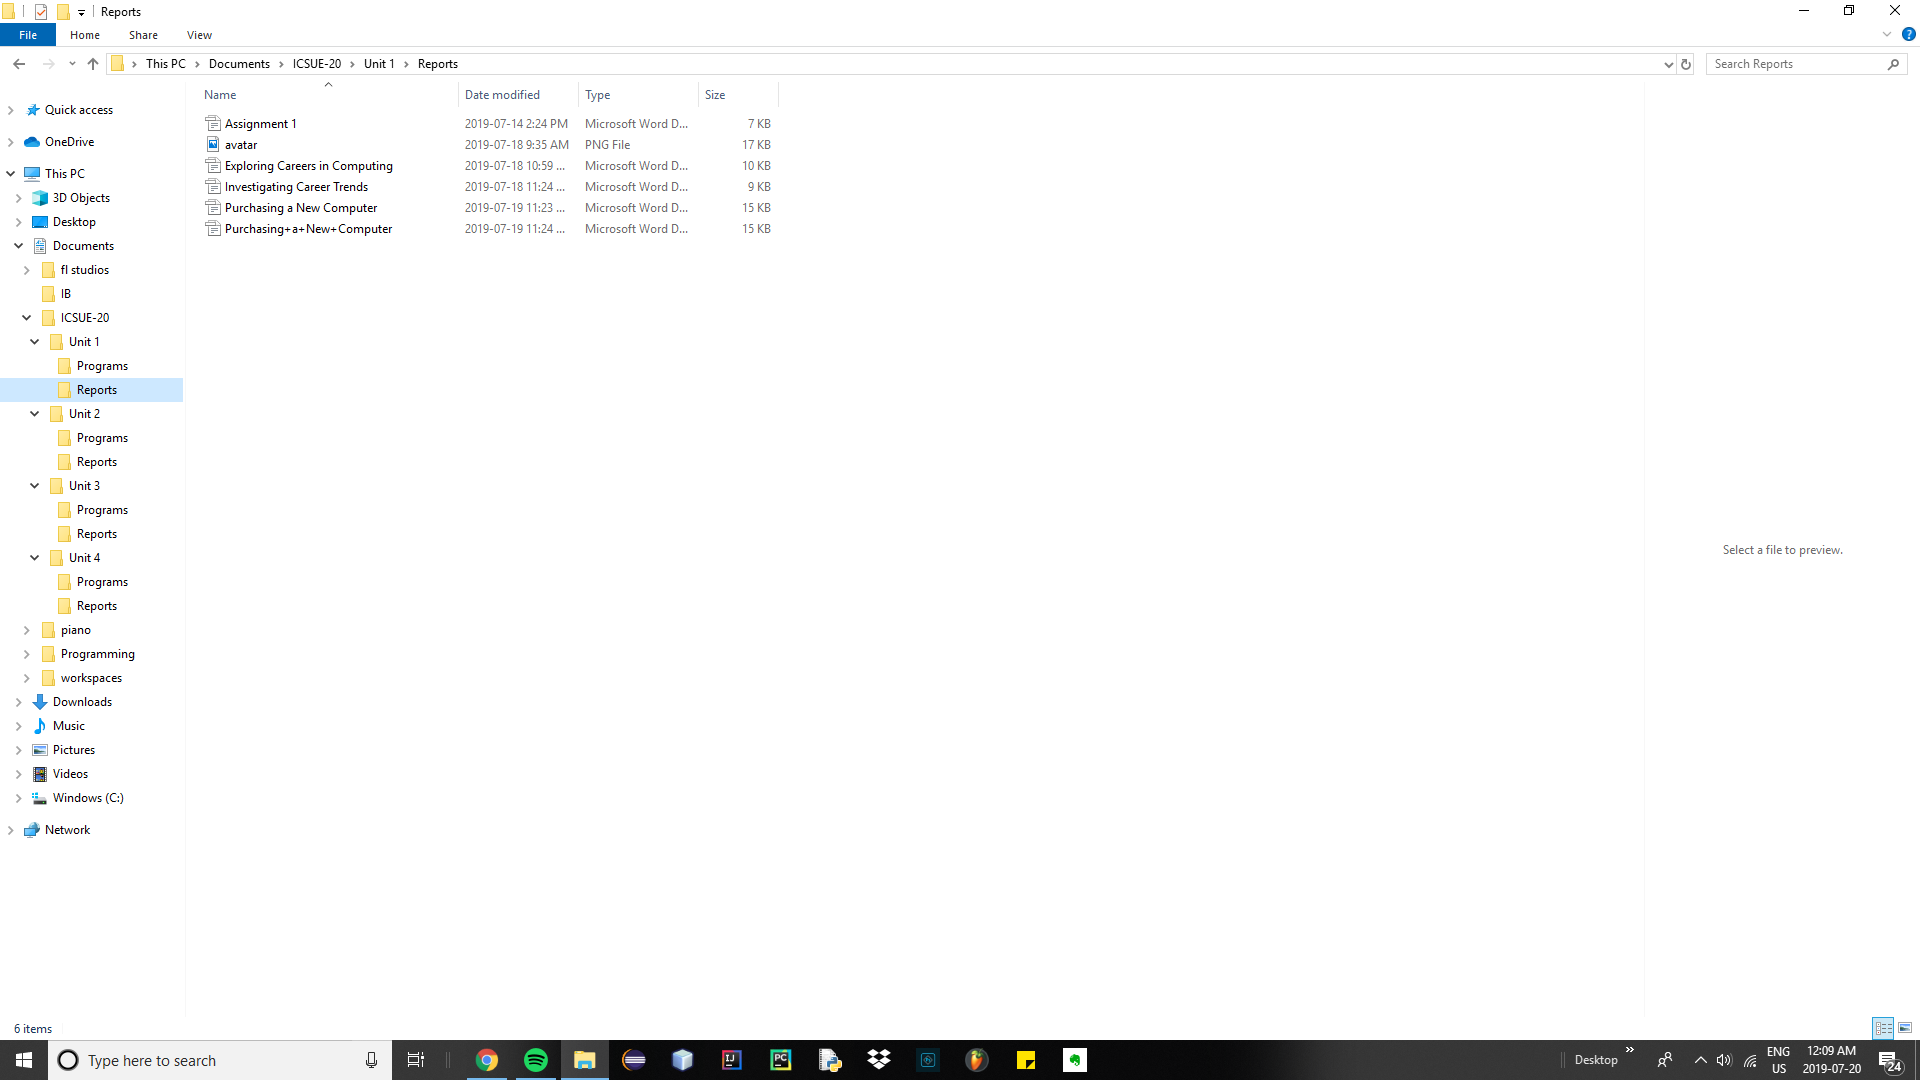 Reports
File Home Share View
This PC Documents ICSUE-20 Unit 1 Reports
Search Reports
Name Date modified Type Size
Assignment 1 2019-07-14 2:24 PM Microsoft Word D... 7 KB
avatar 2019-07-18 9:35 AM PNG File 17 KB
Exploring Careers in Computing 2019-07-18 10:59 ... Microsoft Word D... 10 KB
Investigating Career Trends 2019-07-18 11:24 ... Microsoft Word D... 9 KB
Purchasing a New Computer 2019-07-19 11:23 ... Microsoft Word D... 15 KB
Purchasing+a+New+Computer 2019-07-19 11:24 ... Microsoft Word D... 15 KB
Quick access
OneDrive
This PC
3D Objects
Desktop
Documents
fl studios
IB
ICSUE-20
Unit 1
Programs
Reports
Unit 2
Programs
Reports
Unit 3
Programs
Reports
Unit 4
Programs
Reports
piano
Programming
workspaces
Downloads
Music
Pictures
Videos
Windows (C:)
Network
Select a file to preview.
6 items
Type here to search
IJ
PC
Desktop
ENG
US
12:09 AM
2019-07-20
24